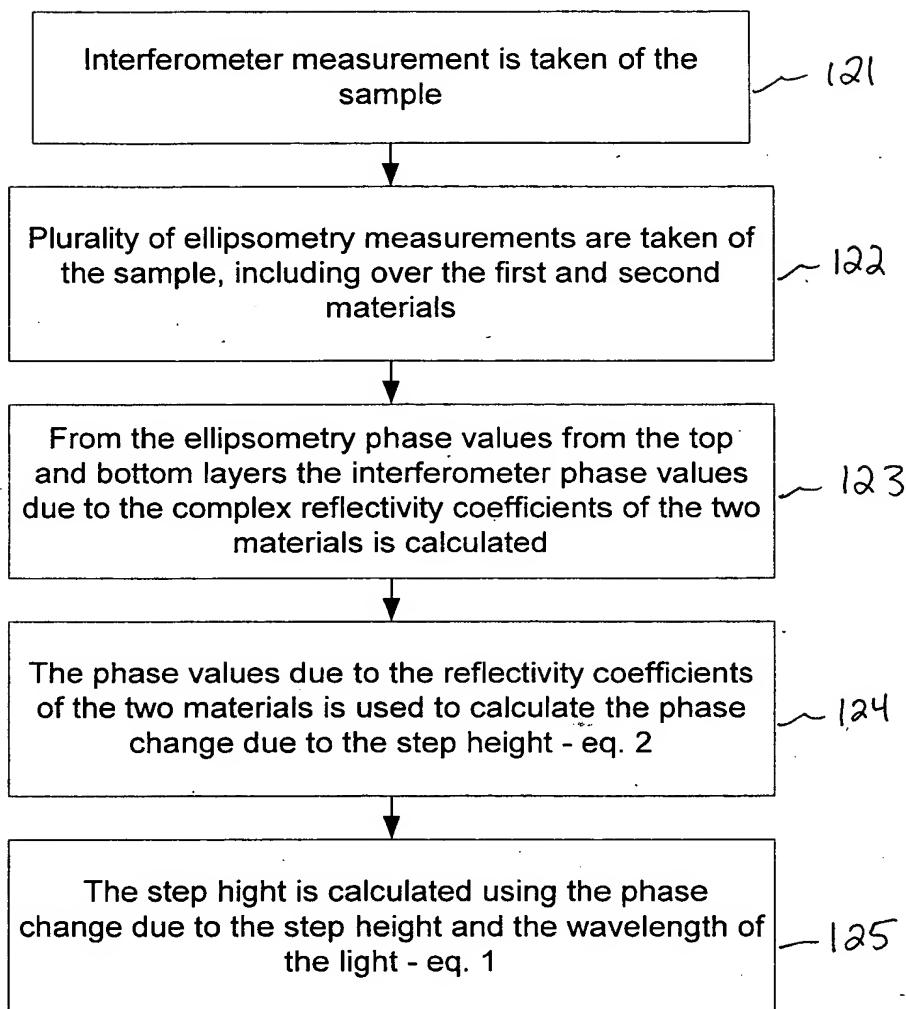 Interferometer measurement is taken of the
sample
121
Plurality of ellipsometry measurements are taken of
the sample, including over the first and second
materials
122
From the ellipsometry phase values from the top
and bottom layers the interferometer phase values
due to the complex reflectivity coefficients of the two
materials is calculated
123
The phase values due to the reflectivity coefficients
of the two materials is used to calculate the phase
change due to the step height - eq. 2
124
The step hight is calculated using the phase
change due to the step height and the wavelength of
the light - eq. 1
125